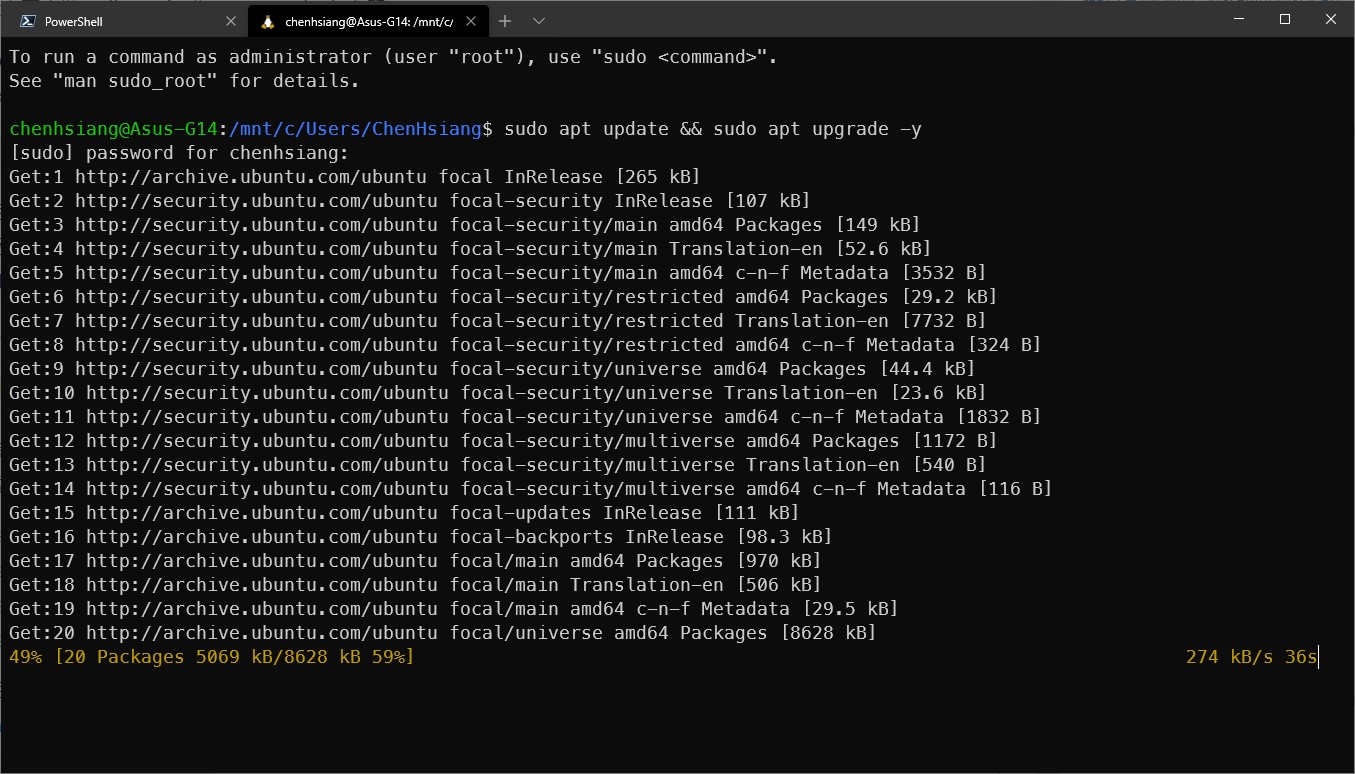 PowerShell
chenhsiang@Asus-G14: /mnt/c/
To run a command as administrator (user "root"), use "sudo <command>".
See "man sudo_root" for details.
chenhsiang@Asus-G14:/mnt/c/Users/ChenHsiang$ sudo apt update && sudo apt upgrade -y
[sudo] password for chenhsiang:
Get:1 http://archive.ubuntu.com/ubuntu focal InRelease [265 kB]
Get:2 http://security.ubuntu.com/ubuntu focal-security InRelease [107 kB]
Get:3 http://security.ubuntu.com/ubuntu focal-security/main amd64 Packages [149 kB]
Get:4 http://security.ubuntu.com/ubuntu focal-security/main Translation-en [52.6 kB]
Get:5 http://security.ubuntu.com/ubuntu focal-security/main amd64 c-n-f Metadata [3532 B]
Get:6 http://security.ubuntu.com/ubuntu focal-security/restricted amd64 Packages [29.2 kB]
Get:7 http://security.ubuntu.com/ubuntu focal-security/restricted Translation-en [7732 B]
Get:8 http://security.ubuntu.com/ubuntu focal-security/restricted amd64 c-n-f Metadata [324 B]
Get:9 http://security.ubuntu.com/ubuntu focal-security/universe amd64 Packages [44.4 kB]
Get:10 http://security.ubuntu.com/ubuntu focal-security/universe Translation-en [23.6 kB]
Get:11 http://security.ubuntu.com/ubuntu focal-security/universe amd64 c-n-f Metadata [1832 B]
Get:12 http://security.ubuntu.com/ubuntu focal-security/multiverse amd64 Packages [1172 B]
Get:13 http://security.ubuntu.com/ubuntu focal-security/multiverse Translation-en [540 B]
Get:14 http://security.ubuntu.com/ubuntu focal-security/multiverse amd64 c-n-f Metadata [116 B]
Get:15 http://archive.ubuntu.com/ubuntu focal-updates InRelease [111 kB]
Get:16 http://archive.ubuntu.com/ubuntu focal-backports InRelease [98.3 kB]
Get:17 http://archive.ubuntu.com/ubuntu focal/main amd64 Packages [970 kB]
Get:18 http://archive.ubuntu.com/ubuntu focal/main Translation-en [506 kB]
Get:19 http://archive.ubuntu.com/ubuntu focal/main amd64 c-n-f Metadata [29.5 kB]
Get:20 http://archive.ubuntu.com/ubuntu focal/universe amd64 Packages [8628 kB]
49% [20 Packages 5069 kB/8628 kB 59%] 274 kB/s 36s